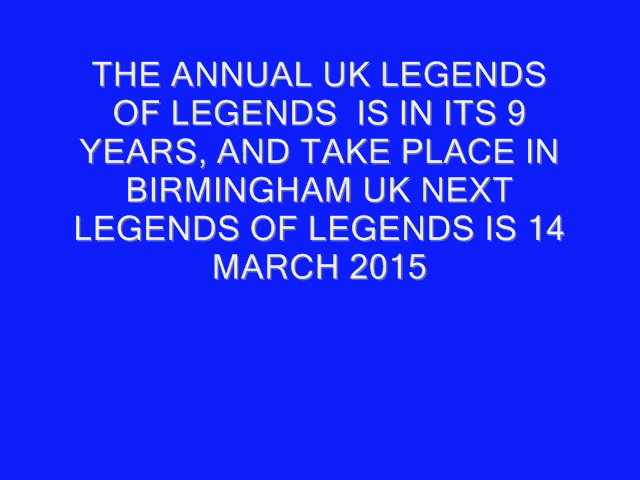 THE ANNUAL UK LEGENDS
OF LEGENDS  IS IN ITS 9
YEARS, AND TAKE PLACE IN
BIRMINGHAM UK NEXT
LEGENDS OF LEGENDS IS 14
MARCH 2015